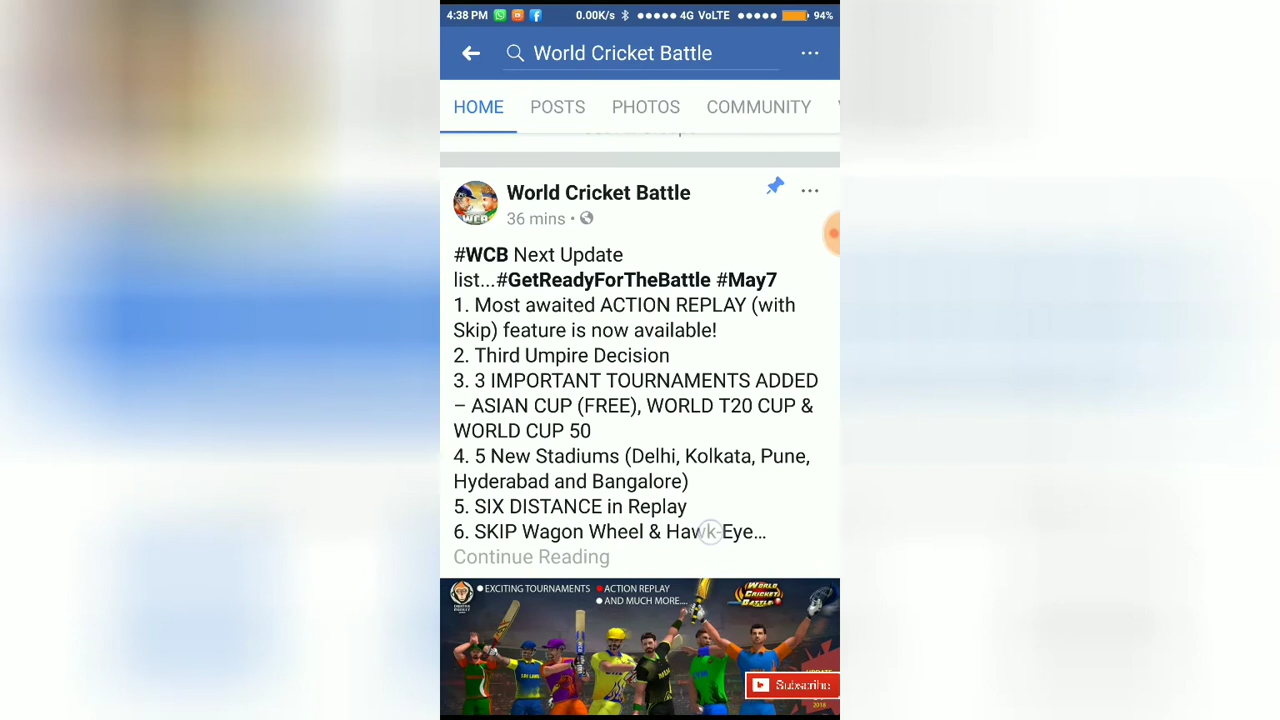 4:38 PM 0.00K/s 4G VoLTE 94%
World Cricket Battle
HOME POSTS PHOTOS COMMUNITY
World Cricket Battle
36 mins
#WCB Next Update
list...#GetReadyForTheBattle #May7
1. Most awaited ACTION REPLAY (with
Skip) feature is now available!
2. Third Umpire Decision
3. 3 IMPORTANT TOURNAMENTS ADDED
– ASIAN CUP (FREE), WORLD T20 CUP &
WORLD CUP 50
4. 5 New Stadiums (Delhi, Kolkata, Pune,
Hyderabad and Bangalore)
5. SIX DISTANCE in Replay
6. SKIP Wagon Wheel & Hawk-Eye...
Continue Reading
EXCITING TOURNAMENTS ACTION REPLAY
AND MUCH MORE....
WORLD
CRICKET
BATTLE
Subscribe
2018